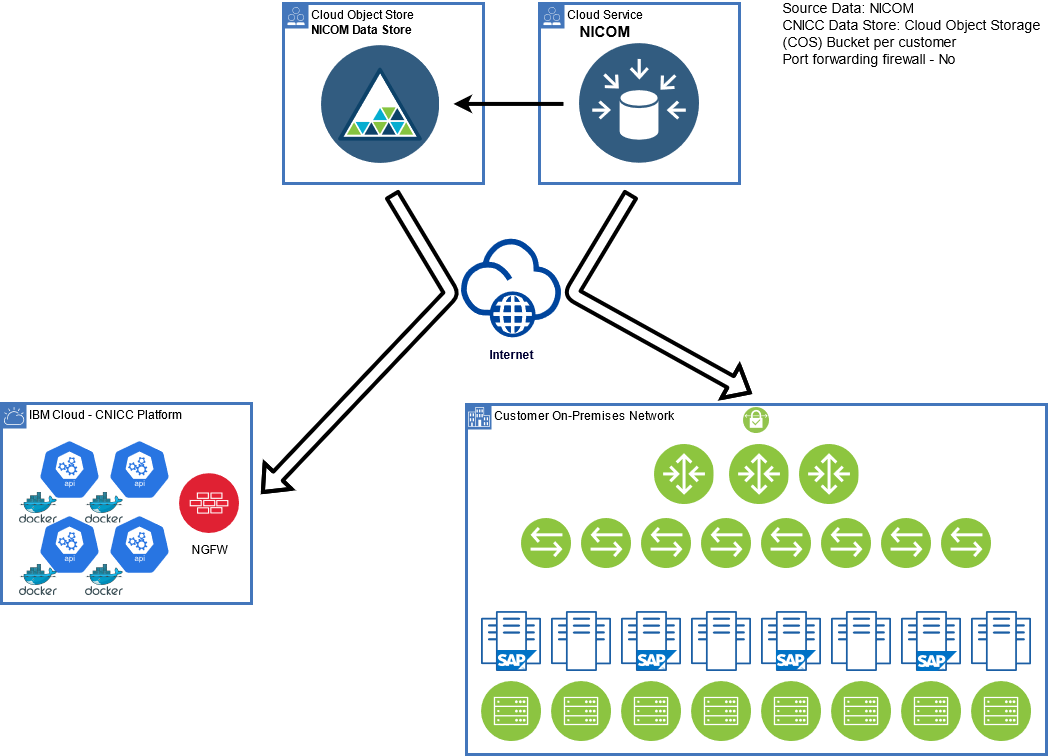 Cloud Object Store
NICOM Data Store
Cloud Service
NICOM
Source Data: NICOM
CNICC Data Store: Cloud Object Storage
(COS) Bucket per customer
Port forwarding firewall - No
Internet
IBM Cloud - CNICC Platform
api
api
docker
docker
api
api
docker
docker
NGFW
Customer On-Premises Network
SAP
SAP
SAP
SAP